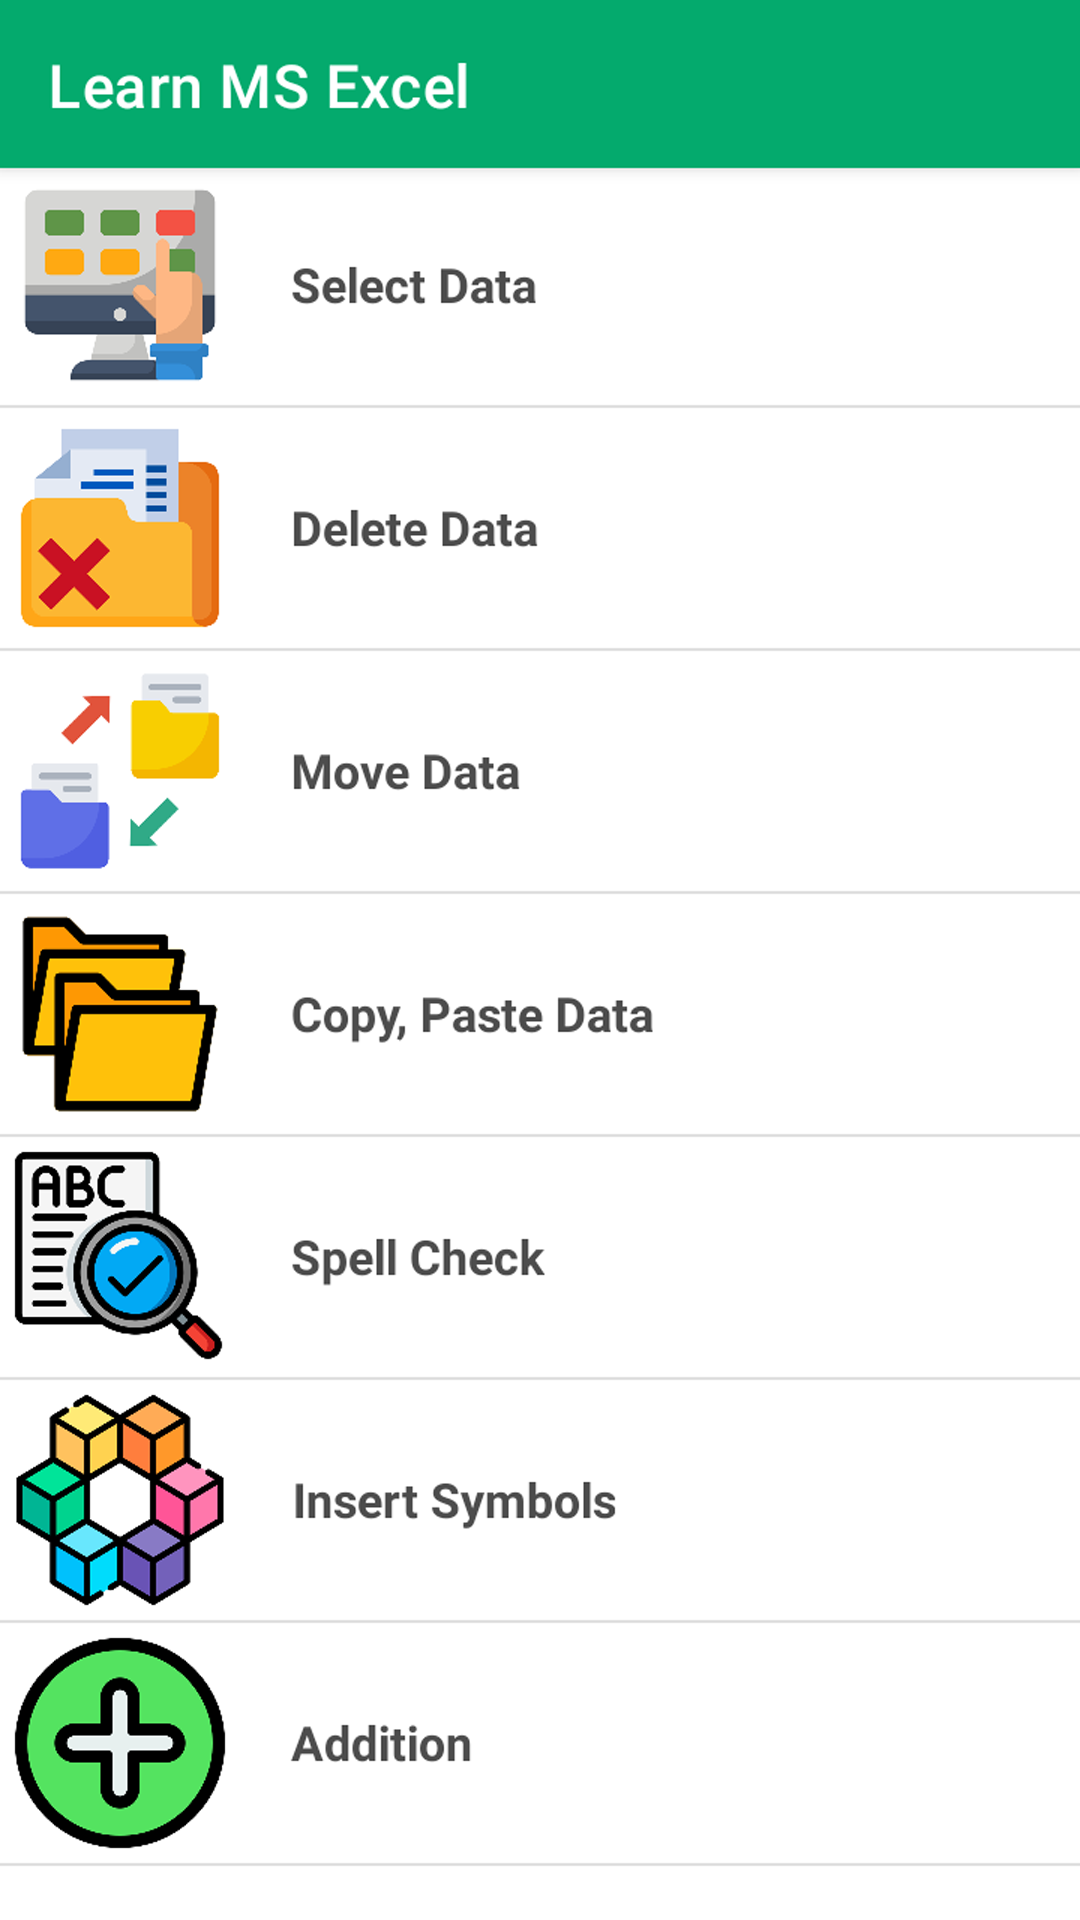 Learn MS Excel
Select Data
Delete Data
Move Data
Copy, Paste Data
ABC
Spell Check
Insert Symbols
Addition